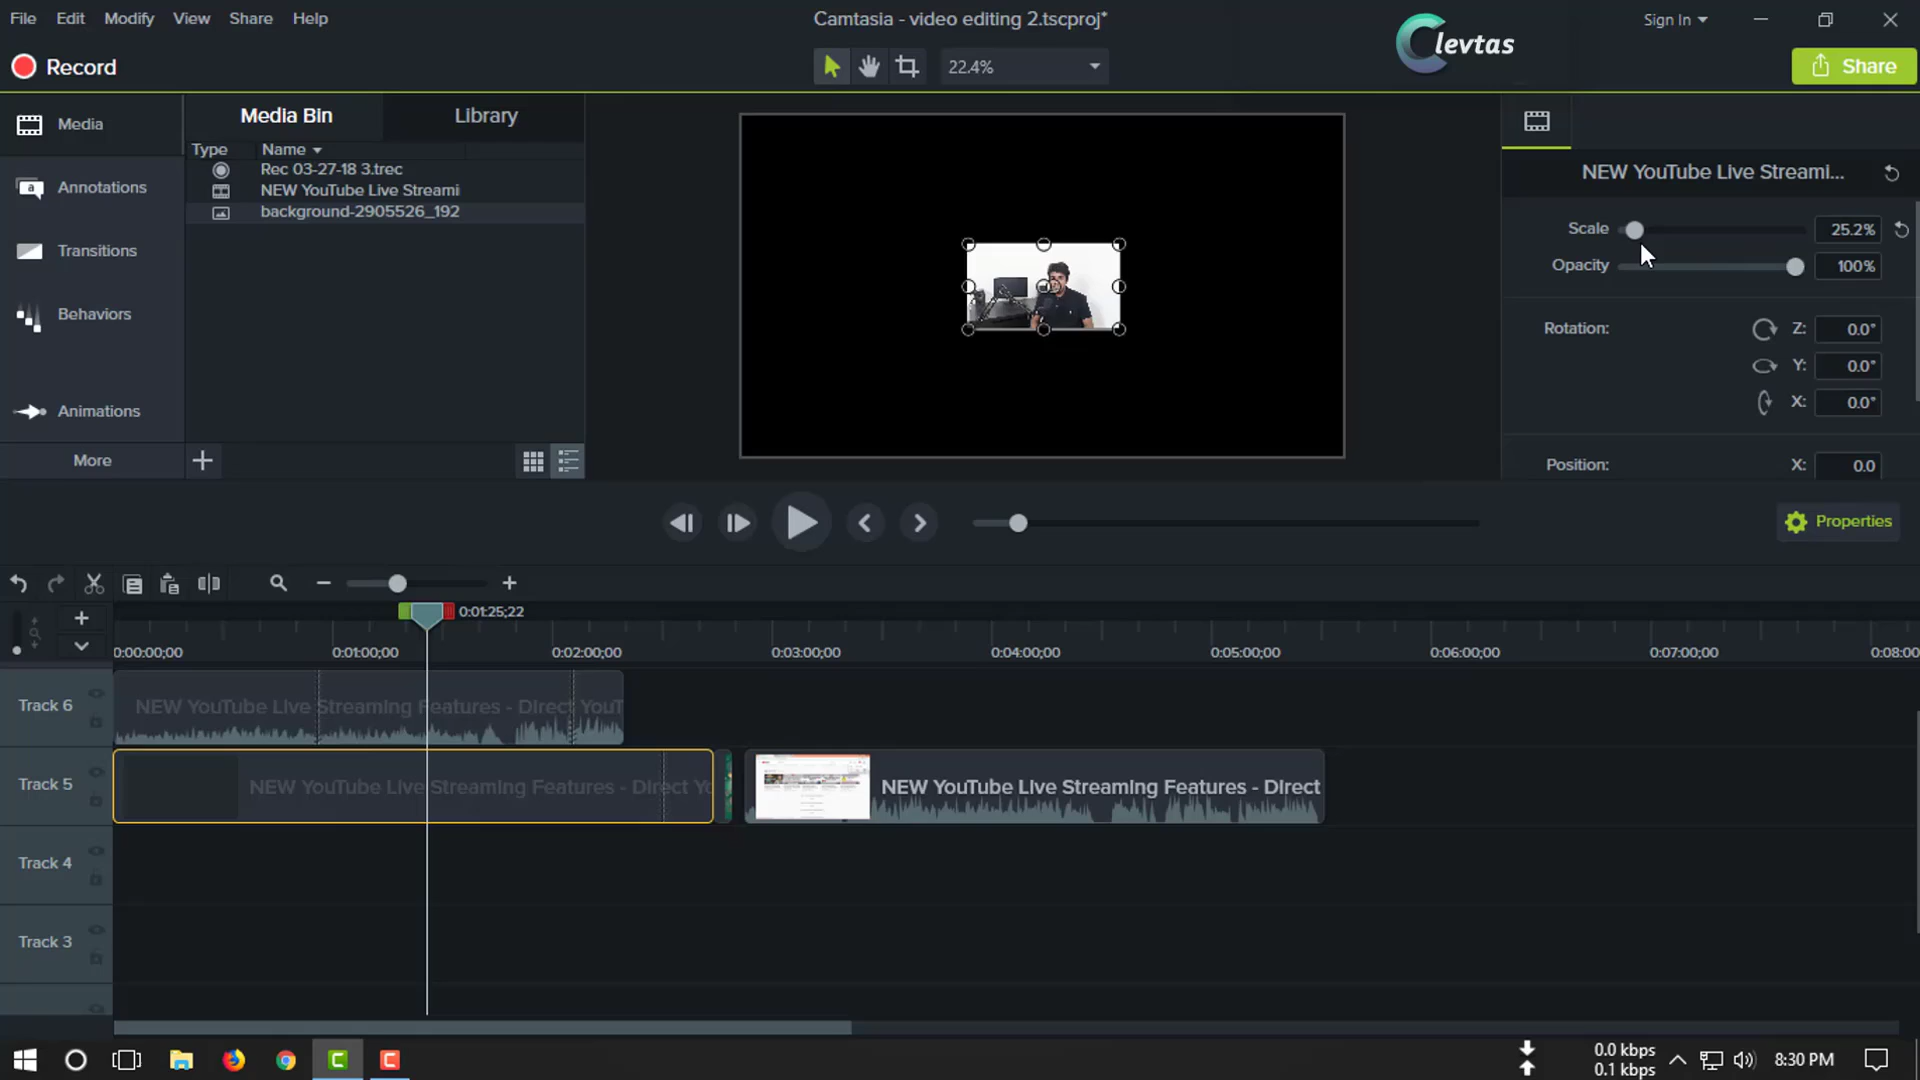 File Edit Modify View Share Help
Camtasia - video editing 2.tscproj*
Clevtas
Sign In
Record
22.4%
Share
Media
Annotations
Transitions
Behaviors
Animations
More
Media Bin Library
Type Name
Rec 03-27-18 3.trec
NEW YouTube Live Streami
background-2905526_192
NEW YouTube Live Streami...
Scale 25.2%
Opacity 100%
Rotation: Z: 0.0°
Y: 0.0°
X: 0.0°
Position: X: 0.0
Properties
0:01:25;22
0:00:00;00 0:01:00;00 0:02:00;00 0:03:00;00 0:04:00;00 0:05:00;00 0:06:00;00 0:07:00;00 0:08:00
Track 6
NEW YouTube Live Streaming Features - Direct YouT
Track 5
NEW YouTube Live Streaming Features - Direct Yo
NEW YouTube Live Streaming Features - Direct
Track 4
Track 3
0.0 kbps
0.1 kbps
8:30 PM